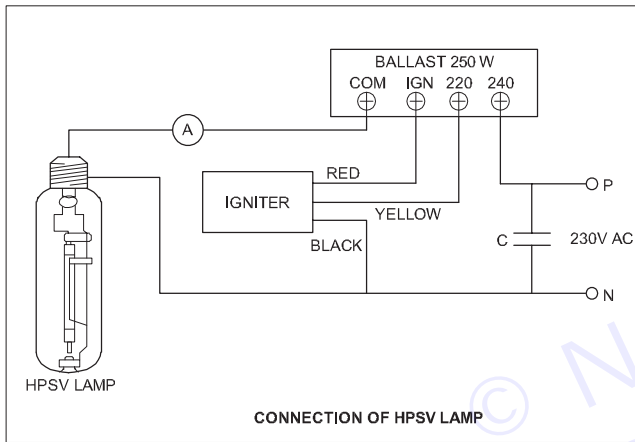 BALLAST 250 W
COM IGN 220 240
A
RED
IGNITER
YELLOW
BLACK
P
C
230V AC
N
HPSV LAMP
CONNECTION OF HPSV LAMP
© N